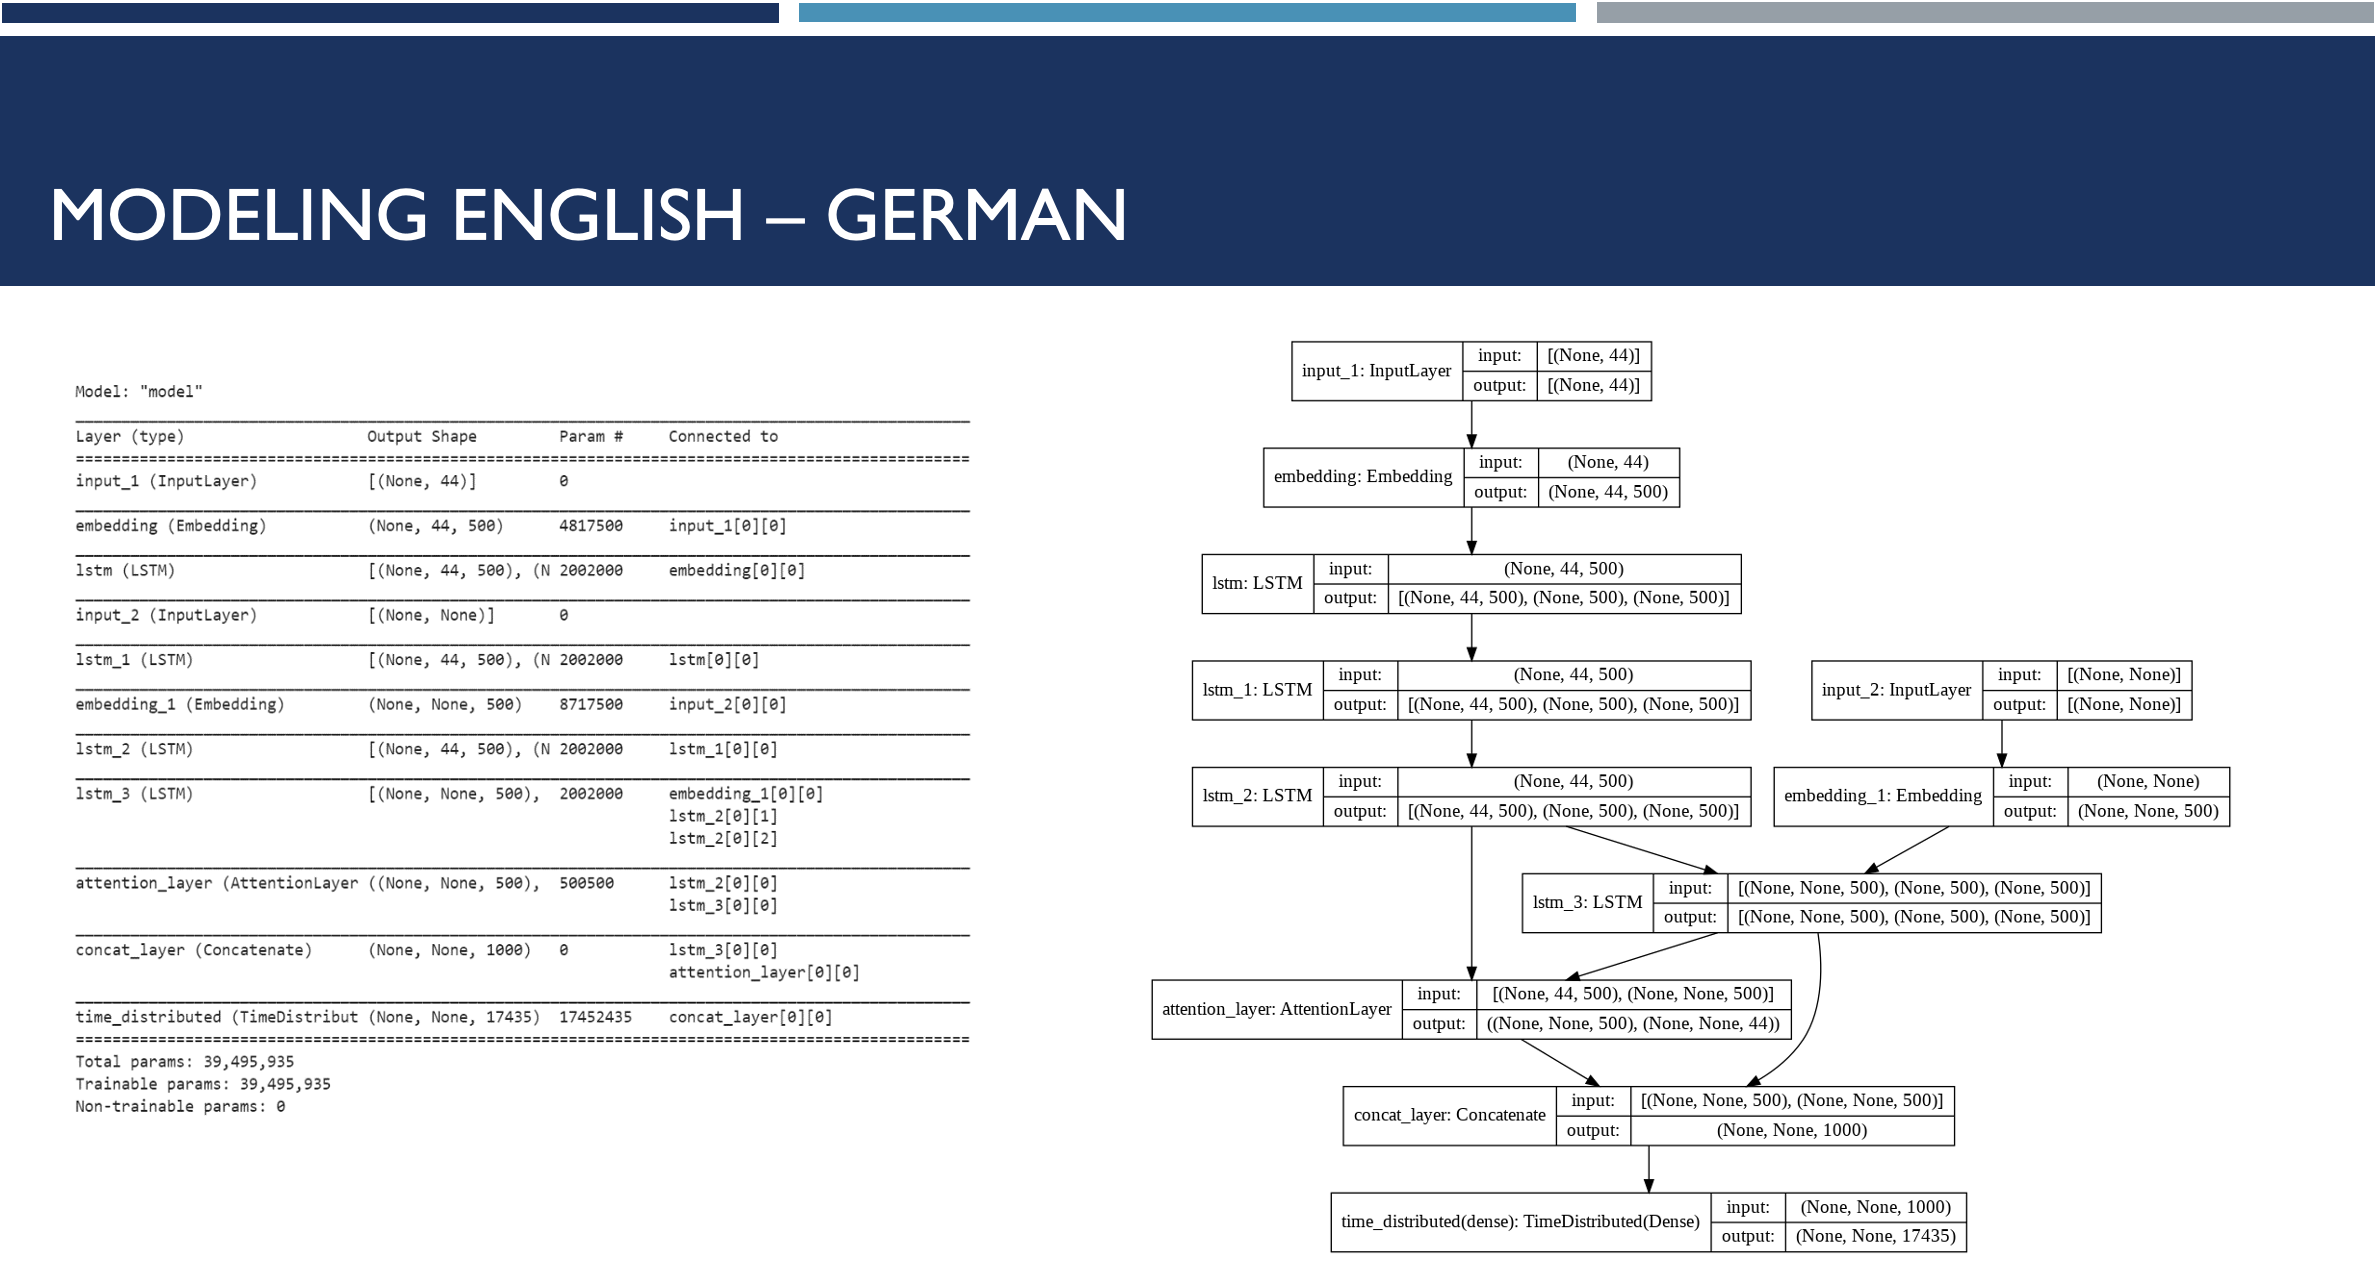 MODELING ENGLISH – GERMAN
Model: "model"
Layer (type) Output Shape Param # Connected to
input_1 (InputLayer) [(None, 44)] 0
embedding (Embedding) (None, 44, 500) 4817500 input_1[0][0]
lstm (LSTM) [(None, 44, 500), (N 2002000 embedding[0][0]
input_2 (InputLayer) [(None, None)] 0
lstm_1 (LSTM) [(None, 44, 500), (N 2002000 lstm[0][0]
embedding_1 (Embedding) (None, None, 500) 8717500 input_2[0][0]
lstm_2 (LSTM) [(None, 44, 500), (N 2002000 lstm_1[0][0]
lstm_3 (LSTM) [(None, None, 500), 2002000 embedding_1[0][0]
lstm_2[0][1]
lstm_2[0][2]
attention_layer (AttentionLayer ((None, None, 500), 500500 lstm_2[0][0]
lstm_3[0][0]
concat_layer (Concatenate) (None, None, 1000) 0 lstm_3[0][0]
attention_layer[0][0]
time_distributed (TimeDistribut (None, None, 17435) 17452435 concat_layer[0][0]
Total params: 39,495,935
Trainable params: 39,495,935
Non-trainable params: 0
input_1: InputLayer
input: [(None, 44)]
output: [(None, 44)]
embedding: Embedding
input: (None, 44)
output: (None, 44, 500)
lstm: LSTM
input: (None, 44, 500)
output: [(None, 44, 500), (None, 500), (None, 500)]
lstm_1: LSTM
input: (None, 44, 500)
output: [(None, 44, 500), (None, 500), (None, 500)]
input_2: InputLayer
input: [(None, None)]
output: [(None, None)]
lstm_2: LSTM
input: (None, 44, 500)
output: [(None, 44, 500), (None, 500), (None, 500)]
embedding_1: Embedding
input: (None, None)
output: (None, None, 500)
lstm_3: LSTM
input: [(None, None, 500), (None, 500), (None, 500)]
output: [(None, None, 500), (None, 500), (None, 500)]
attention_layer: AttentionLayer
input: [(None, 44, 500), (None, None, 500)]
output: ((None, None, 500), (None, None, 44))
concat_layer: Concatenate
input: [(None, None, 500), (None, None, 500)]
output: (None, None, 1000)
time_distributed(dense): TimeDistributed(Dense)
input: (None, None, 1000)
output: (None, None, 17435)